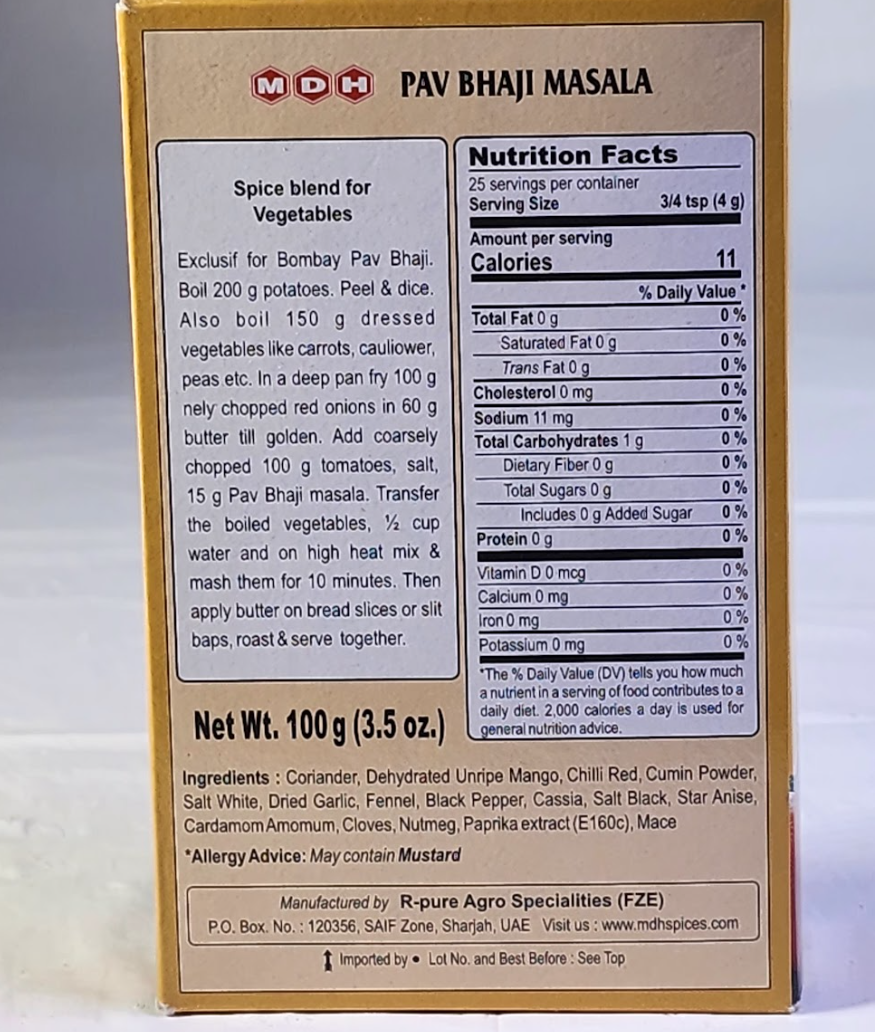 MDH PAV BHAJI MASALA
Spice blend for
Vegetables
Exclusif for Bombay Pav Bhaji.
Boil 200 g potatoes. Peel & dice.
Also boil 150 g dressed
vegetables like carrots, cauliower,
peas etc. In a deep pan fry 100 g
nely chopped red onions in 60 g
butter till golden. Add coarsely
chopped 100 g tomatoes, salt,
15 g Pav Bhaji masala. Transfer
the boiled vegetables, ½ cup
water and on high heat mix &
mash them for 10 minutes. Then
apply butter on bread slices or slit
baps, roast & serve together.
Net Wt. 100 g (3.5 oz.)
Nutrition Facts
25 servings per container
Serving Size 3/4 tsp (4 g)
Amount per serving
Calories 11
% Daily Value *
Total Fat 0 g 0 %
Saturated Fat 0 g 0 %
Trans Fat 0 g 0 %
Cholesterol 0 mg 0 %
Sodium 11 mg 0 %
Total Carbohydrates 1 g 0 %
Dietary Fiber 0 g 0 %
Total Sugars 0 g 0 %
Includes 0 g Added Sugar 0 %
Protein 0 g 0 %
Vitamin D 0 mcg 0 %
Calcium 0 mg 0 %
Iron 0 mg 0 %
Potassium 0 mg 0 %
*The % Daily Value (DV) tells you how much
a nutrient in a serving of food contributes to a
daily diet. 2,000 calories a day is used for
general nutrition advice.
Ingredients : Coriander, Dehydrated Unripe Mango, Chilli Red, Cumin Powder,
Salt White, Dried Garlic, Fennel, Black Pepper, Cassia, Salt Black, Star Anise,
Cardamom Amomum, Cloves, Nutmeg, Paprika extract (E160c), Mace
*Allergy Advice: May contain Mustard
Manufactured by R-pure Agro Specialities (FZE)
P.O. Box. No. : 120356, SAIF Zone, Sharjah, UAE Visit us : www.mdhspices.com
Imported by • Lot No. and Best Before : See Top